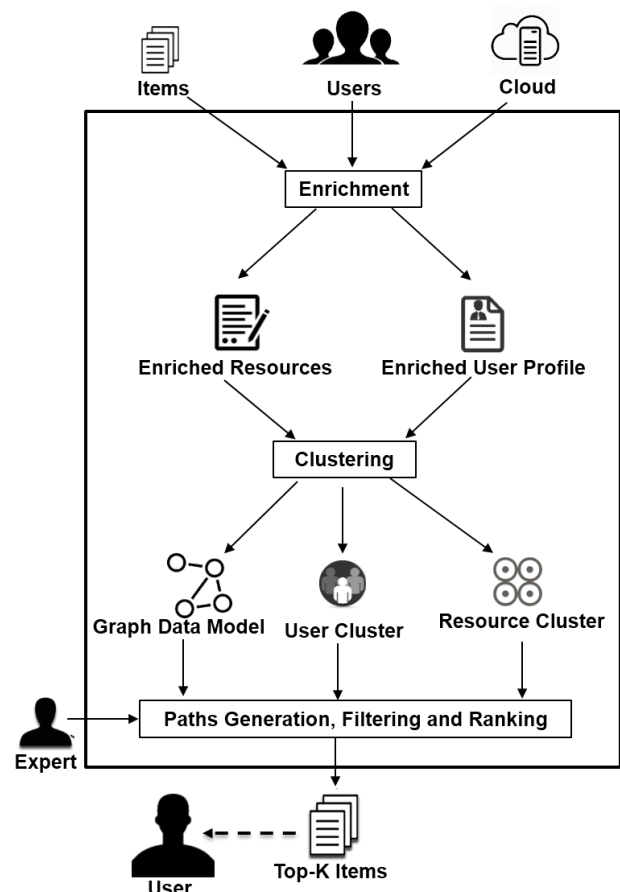 Items
Users
Cloud
Enrichment
Enriched Resources
Enriched User Profile
Clustering
Graph Data Model
User Cluster
Resource Cluster
Paths Generation, Filtering and Ranking
Expert
Top-K Items
User